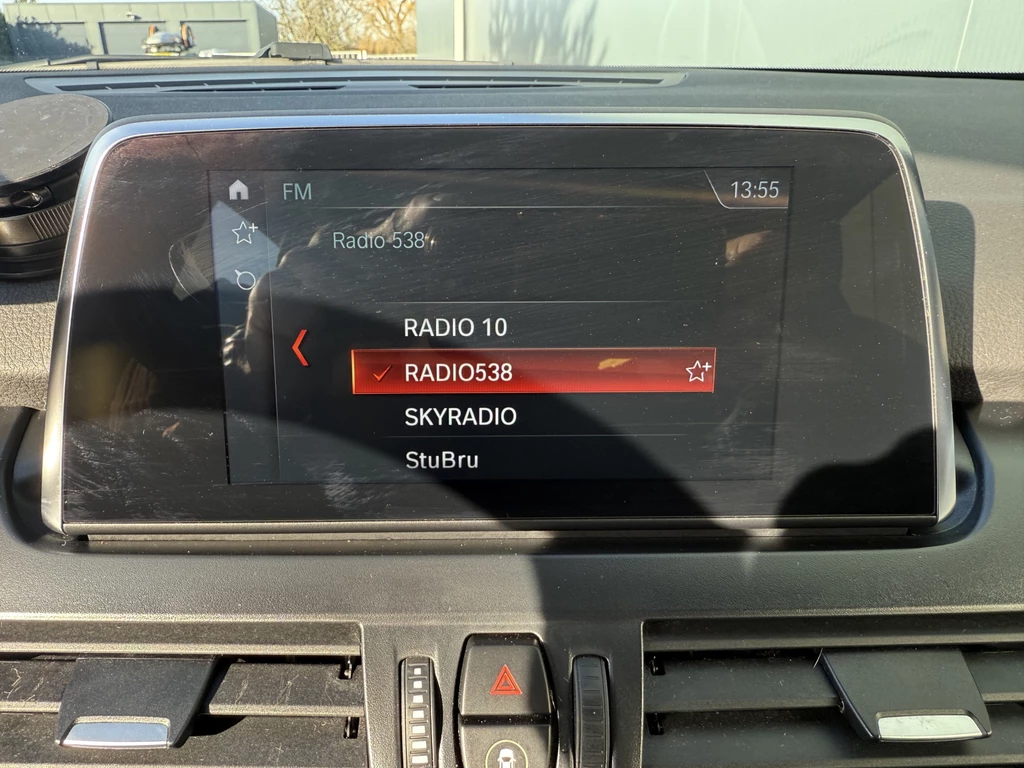 FM
13:55
Radio 538
RADIO 10
RADIO538
SKYRADIO
StuBru